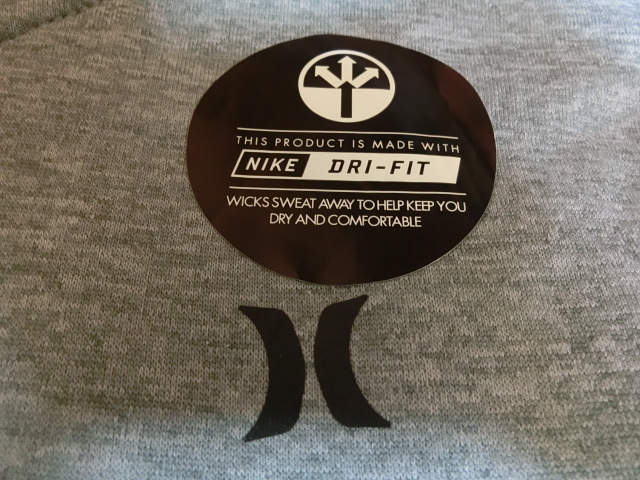 THIS PRODUCT IS MADE WITH
NIKE DRI-FIT
WICKS SWEAT AWAY TO HELP KEEP YOU
DRY AND COMFORTABLE